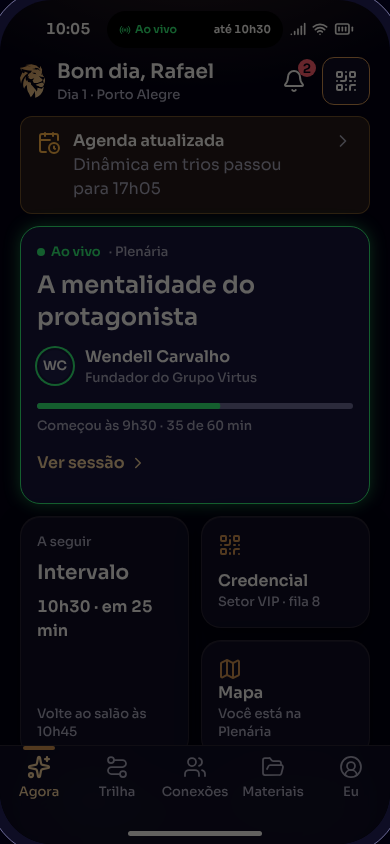 10:05 Ao vivo até 10h30
Bom dia, Rafael
2
Dia 1 · Porto Alegre
Agenda atualizada
Dinâmica em trios passou
para 17h05
Ao vivo · Plenária
A mentalidade do
protagonista
WC
Wendell Carvalho
Fundador do Grupo Virtus
Começou às 9h30 · 35 de 60 min
Ver sessão
A seguir
Intervalo
10h30 · em 25
min
Volte ao salão às
10h45
Credencial
Setor VIP · fila 8
Mapa
Você está na
Plenária
Agora Trilha Conexões Materiais Eu